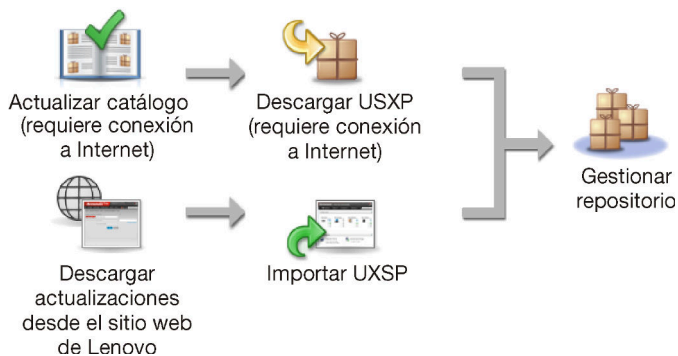 Actualizar catálogo
(requiere conexión
a Internet)
Descargar USXP
(requiere conexión
a Internet)
Gestionar
repositorio
Descargar
actualizaciones
desde el sitio web
de Lenovo
Importar UXSP